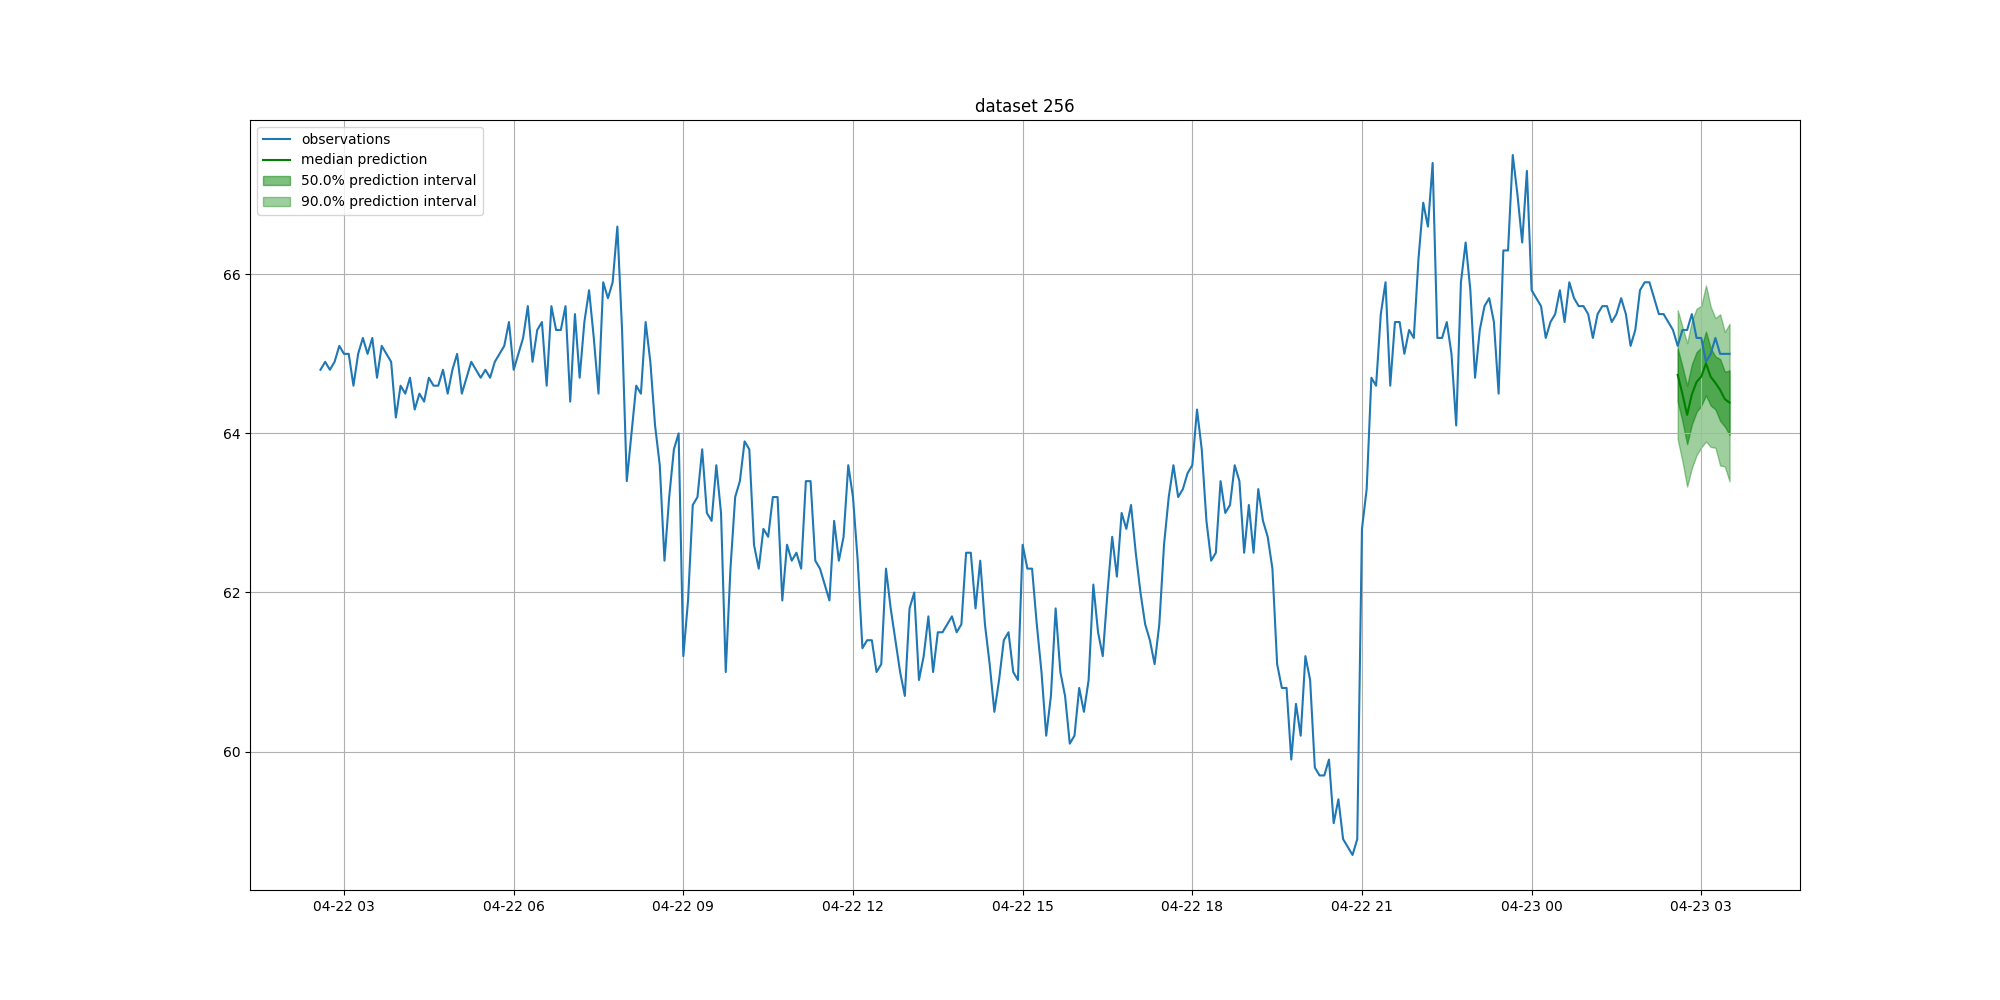 dataset 256
observations
median prediction
50.0% prediction interval
90.0% prediction interval
66
64
62
60
04-22 03
04-22 06
04-22 09
04-22 12
04-22 15
04-22 18
04-22 21
04-23 00
04-23 03